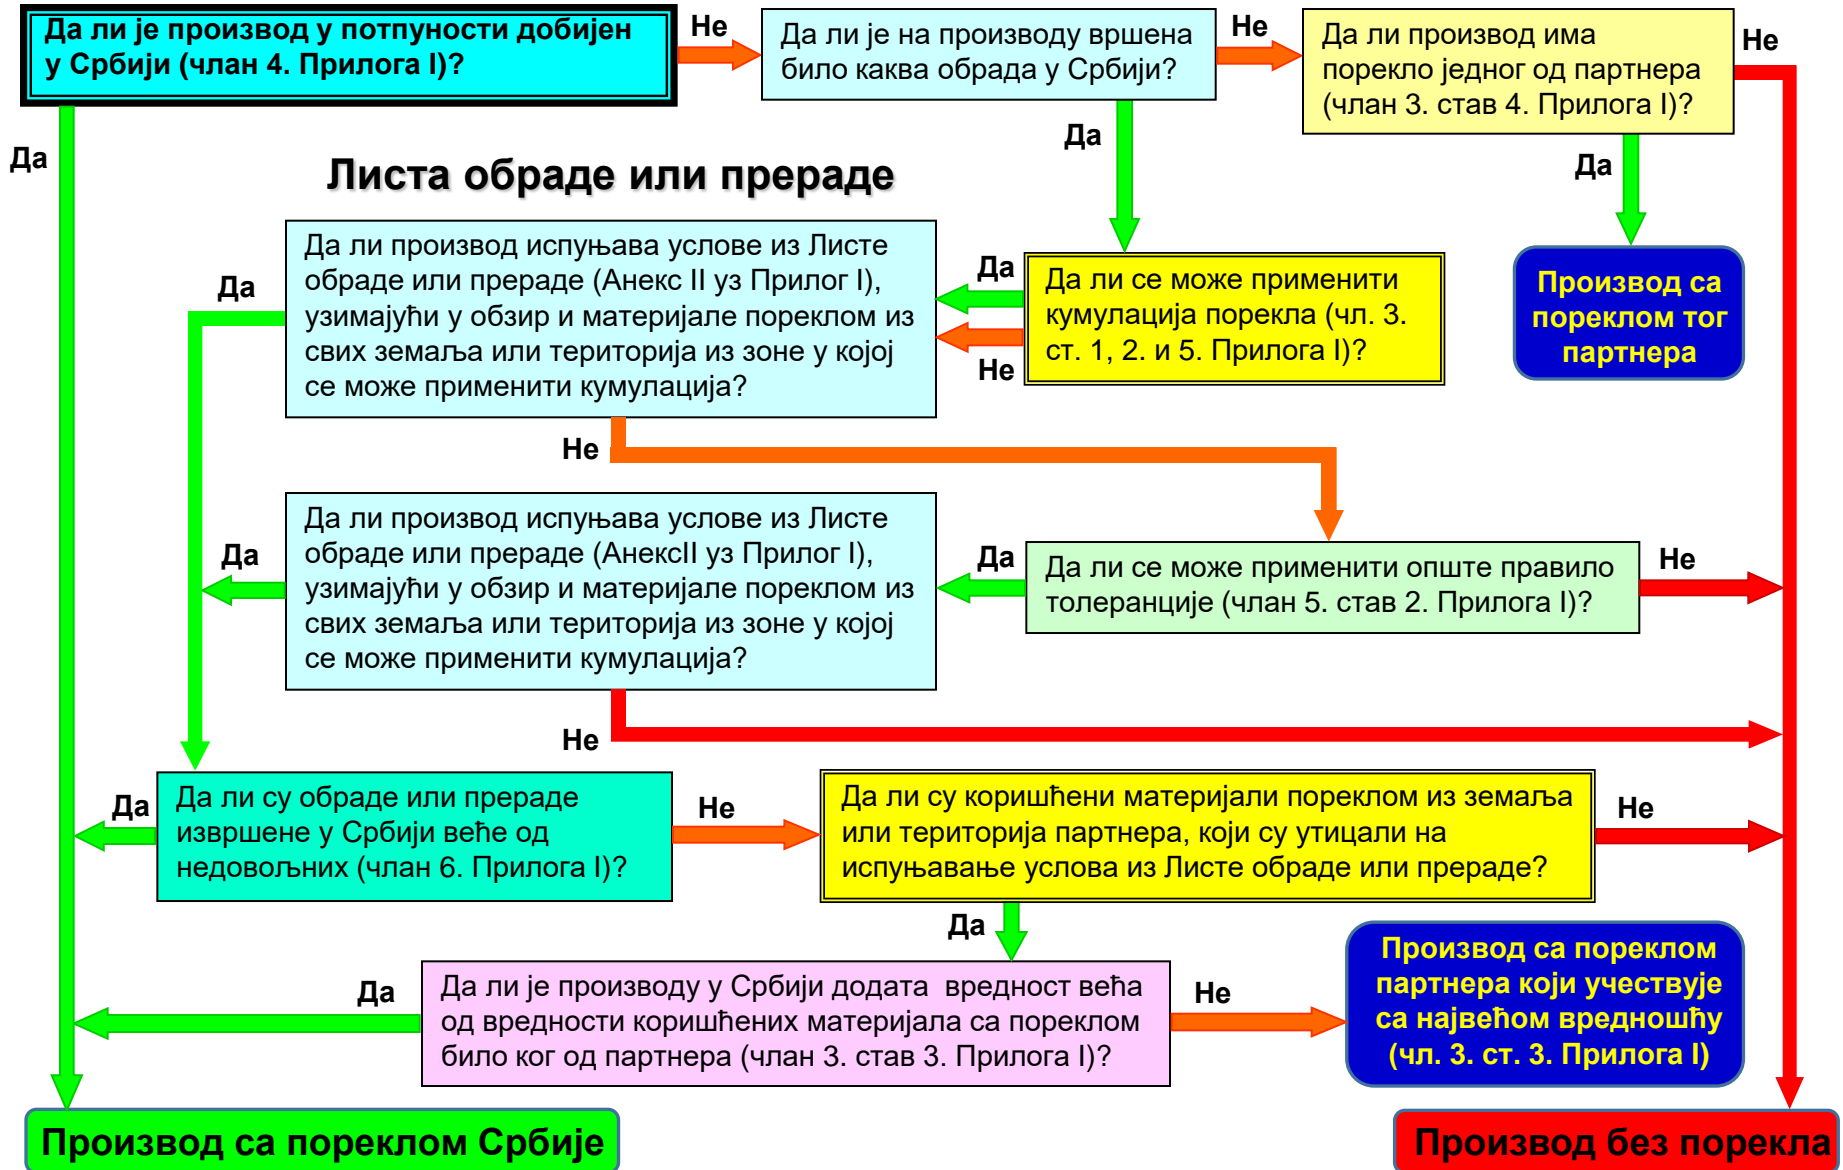 Да ли је производ у потпуности добијен
у Србији (члан 4. Прилога I)?
Не
Да ли је на производу вршена
било каква обрада у Србији?
Не
Да ли производ има
порекло једног од партнера
(члан 3. став 4. Прилога I)?
Не
Да
Да
Да
Листа обраде или прераде
Да ли производ испуњава услове из Листе
обраде или прераде (Анекс II уз Прилог I),
узимајући у обзир и материјале пореклом из
свих земаља или територија из зоне у којој
се може применити кумулација?
Да
Да
Не
Да ли се може применити
кумулација порекла (чл. 3.
ст. 1, 2. и 5. Прилога I)?
Производ са
пореклом тог
партнера
Не
Да ли производ испуњава услове из Листе
обраде или прераде (АнексII уз Прилог I),
узимајући у обзир и материјале пореклом из
свих земаља или територија из зоне у којој
се може применити кумулација?
Да
Да
Да ли се може применити опште правило
толеранције (члан 5. став 2. Прилога I)?
Не
Не
Да
Да ли су обраде или прераде
извршене у Србији веће од
недовољних (члан 6. Прилога I)?
Не
Да ли су коришћени материјали пореклом из земаља
или територија партнера, који су утицали на
испуњавање услова из Листе обраде или прераде?
Не
Да
Да
Да ли је производу у Србији додата  вредност већа
од вредности коришћених материјала са пореклом
било ког од партнера (члан 3. став 3. Прилога I)?
Не
Производ са пореклом
партнера који учествује
са највећом вредношћу
(чл. 3. ст. 3. Прилога I)
Производ са пореклом Србије
Производ без порекла